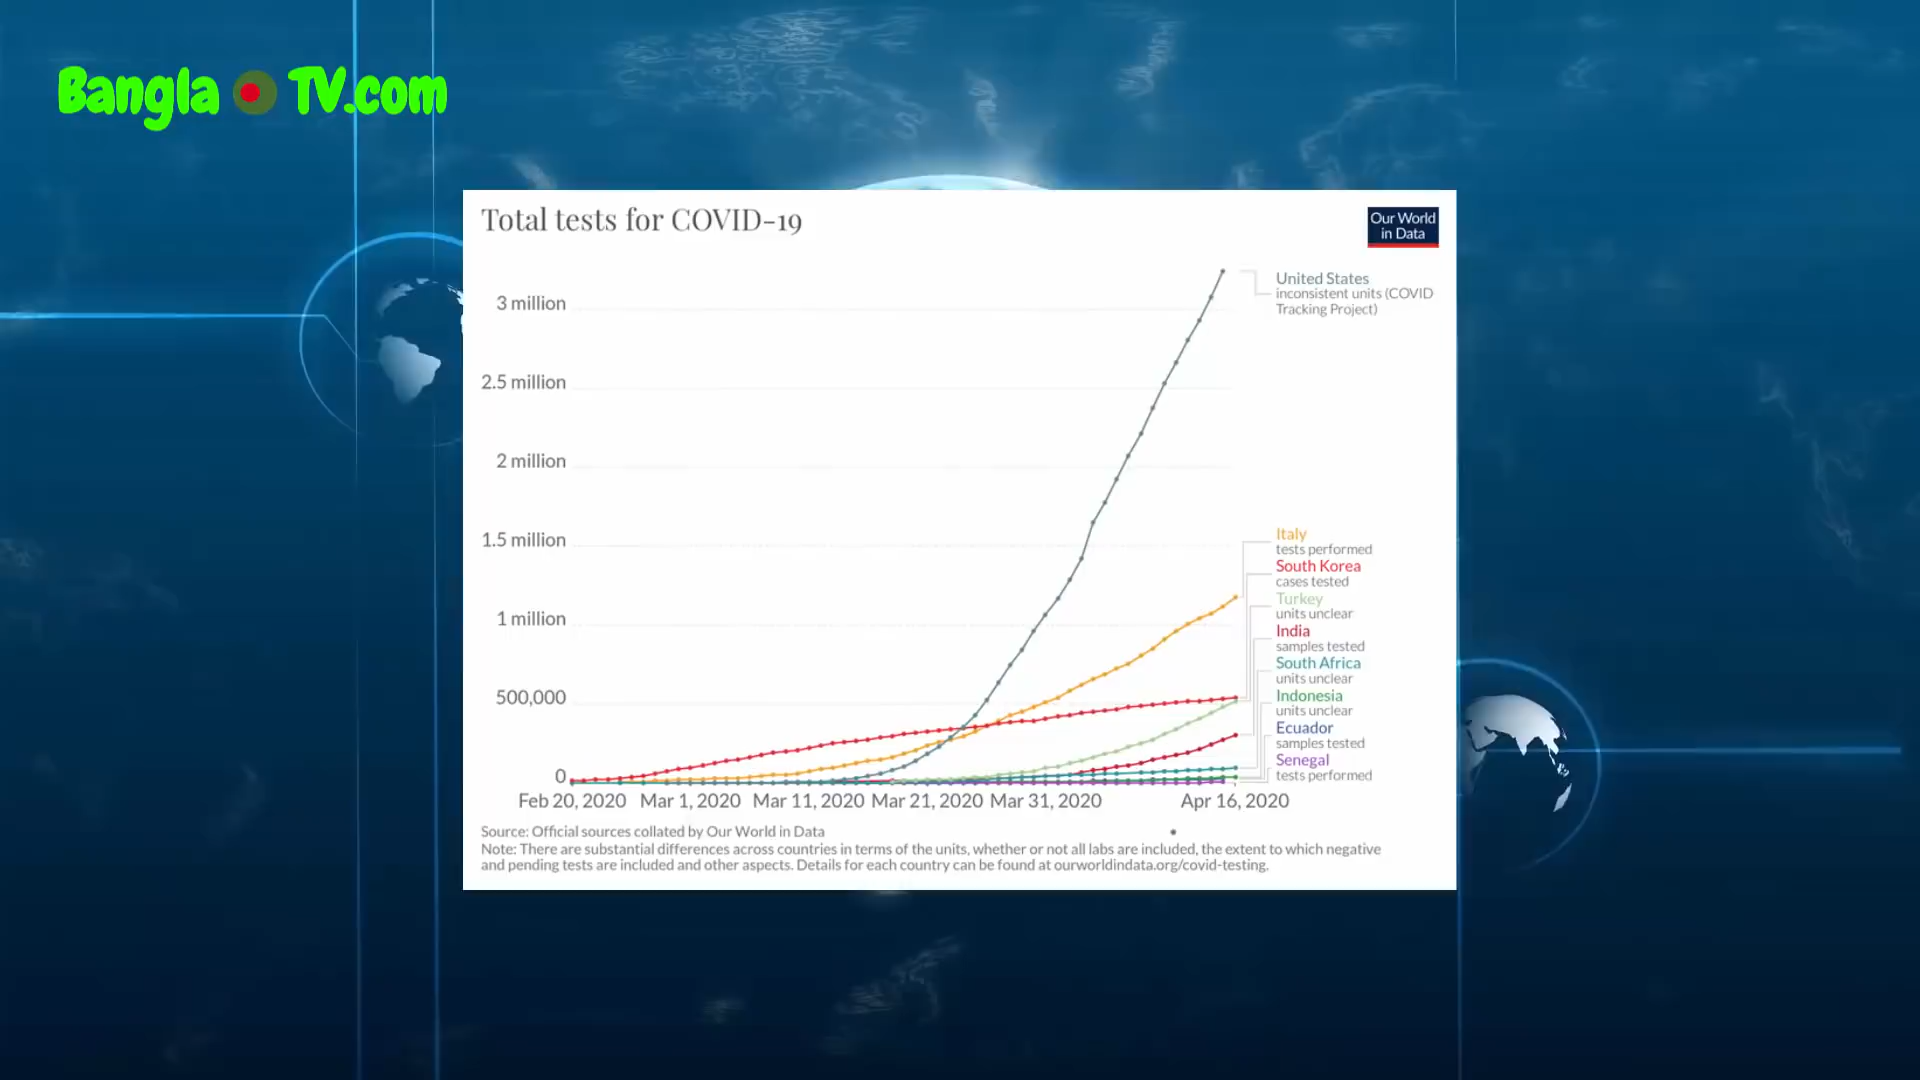 Bangla TV.com
Total tests for COVID-19
Our World
in Data
3 million
2.5 million
2 million
1.5 million
1 million
500,000
0
United States
inconsistent units (COVID
Tracking Project)
Italy
tests performed
South Korea
cases tested
Turkey
units unclear
India
samples tested
South Africa
units unclear
Indonesia
units unclear
Ecuador
samples tested
Senegal
tests performed
Feb 20, 2020 Mar 1, 2020 Mar 11, 2020 Mar 21, 2020 Mar 31, 2020 Apr 16, 2020
Source: Official sources collated by Our World in Data
Note: There are substantial differences across countries in terms of the units, whether or not all labs are included, the extent to which negative
and pending tests are included and other aspects. Details for each country can be found at ourworldindata.org/covid-testing.